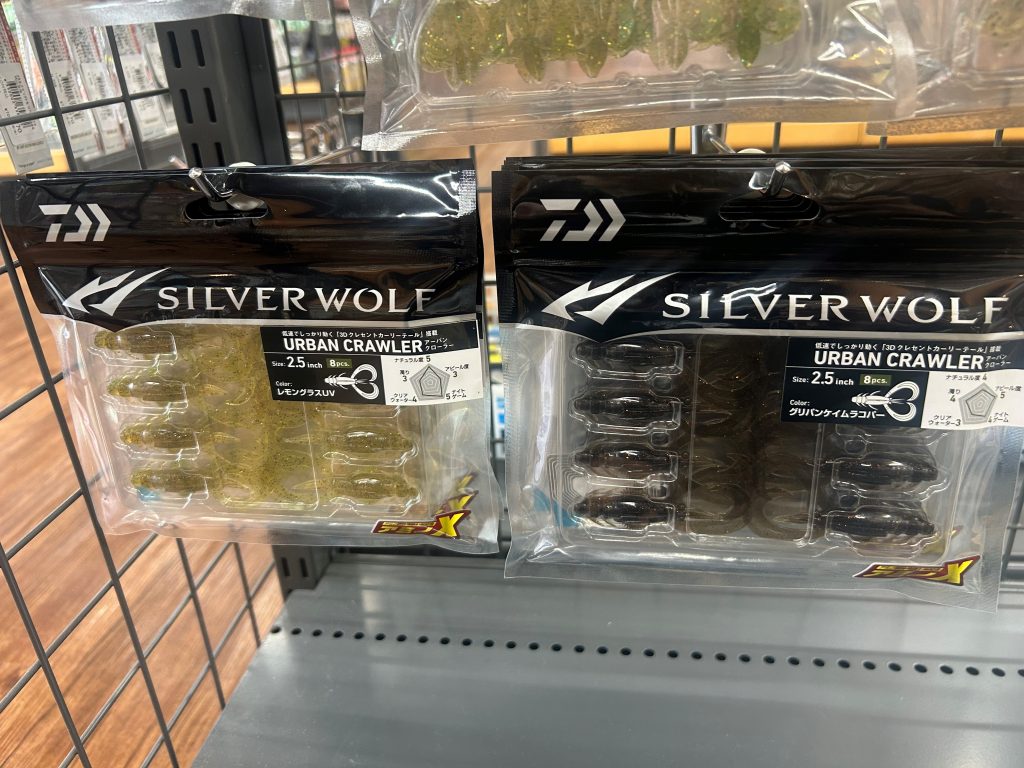 SILVER WOLF
低速でしっかり動く「3Dクレセントカーリーテール」搭載
URBAN CRAWLER アーバンクローラー
Size: 2.5 inch 8pcs.
Color:
レモングラスUV
ナチュラル度 5
アピール度 3
ナイトゲーム 5
クリアウォーター 4
濁り 3
SILVER WOLF
低速でしっかり動く「3Dクレセントカーリーテール」搭載
URBAN CRAWLER アーバンクローラー
Size: 2.5 inch 8pcs.
Color:
グリパンケイムラコパー
ナチュラル度 4
アピール度 5
ナイトゲーム 4
クリアウォーター 3
濁り 4